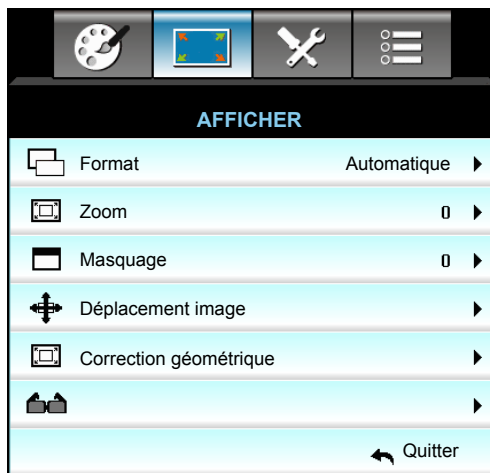 AFFICHER
Format Automatique
Zoom 0
Masquage 0
Déplacement image
Correction géométrique
Quitter